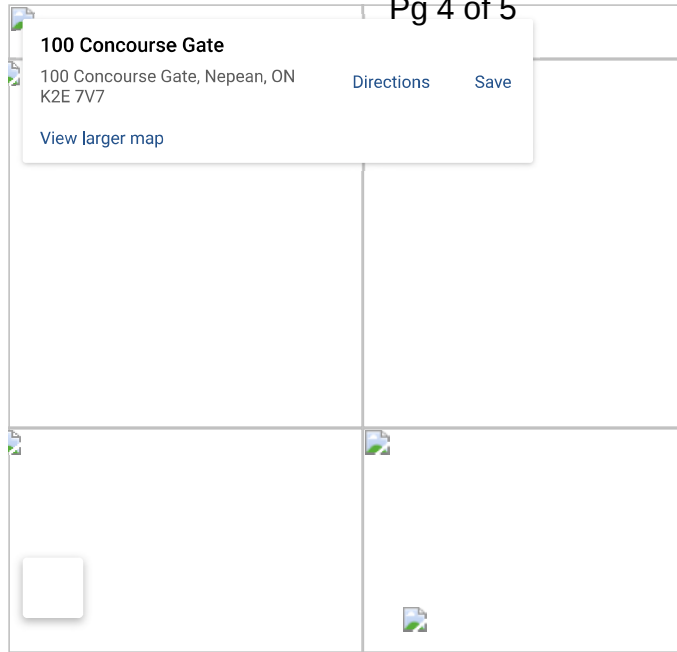 Pg 4 of 5
100 Concourse Gate
100 Concourse Gate, Nepean, ON
K2E 7V7
Directions
Save
View larger map